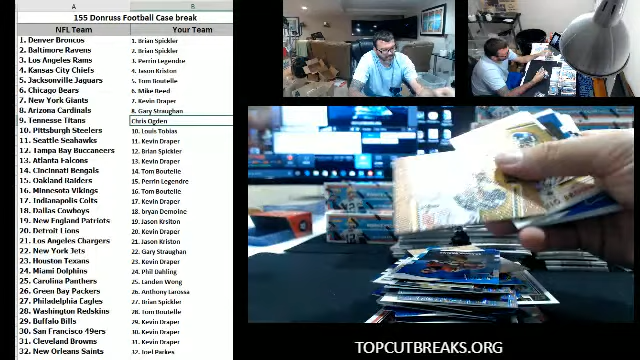 A B
155 Donruss Football Case break
NFL Team Your Team
1. Denver Broncos 1. Brian Spickler
2. Baltimore Ravens 2. Brian Spickler
3. Los Angeles Rams 3. Perrin Legendre
4. Kansas City Chiefs 4. Jason Kriston
5. Jacksonville Jaguars 5. Tom Boutelle
6. Chicago Bears 6. Mike Reed
7. New York Giants 7. Kevin Draper
8. Arizona Cardinals 8. Gary Straughan
9. Tennesse Titans Chris Ogden
10. Pittsburgh Steelers 10. Louis Tobias
11. Seattle Seahawks 11. Kevin Draper
12. Tampa Bay Buccaneers 12. Brian Spickler
13. Atlanta Falcons 13. Kevin Draper
14. Cincinnati Bengals 14. Tom Boutelle
15. Oakland Raiders 15. Perrin Legendre
16. Minnesota Vikings 16. Tom Boutelle
17. Indianapolis Colts 17. Kevin Draper
18. Dallas Cowboys 18. bryan Demoine
19. New England Patriots 19. Jason Kriston
20. Detroit Lions 20. Kevin Draper
21. Los Angeles Chargers 21. Jason Kriston
22. New York Jets 22. Gary Straughan
23. Houston Texans 23. Kevin Draper
24. Miami Dolphins 24. Phil Dahling
25. Carolina Panthers 25. Landen Wong
26. Green Bay Packers 26. Anthony Larossa
27. Philadelphia Eagles 27. Brian Spickler
28. Washington Redskins 28. Tom Boutelle
29. Buffalo Bills 29. Kevin Draper
30. San Francisco 49ers 30. Kevin Draper
31. Cleveland Browns 31. Kevin Draper
32. New Orleans Saints 32. Joel Parkes
TOPCUTBREAKS.ORG